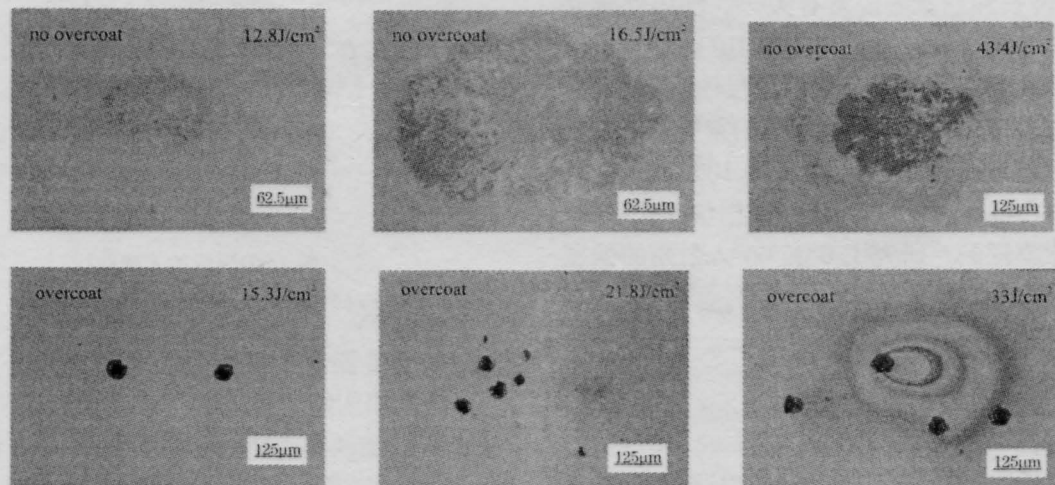 no overcoat 12.8J/cm²
62.5μm
no overcoat 16.5J/cm²
62.5μm
no overcoat 43.4J/cm²
125μm
overcoat 15.3J/cm²
125μm
overcoat 21.8J/cm²
125μm
overcoat 33J/cm²
125μm